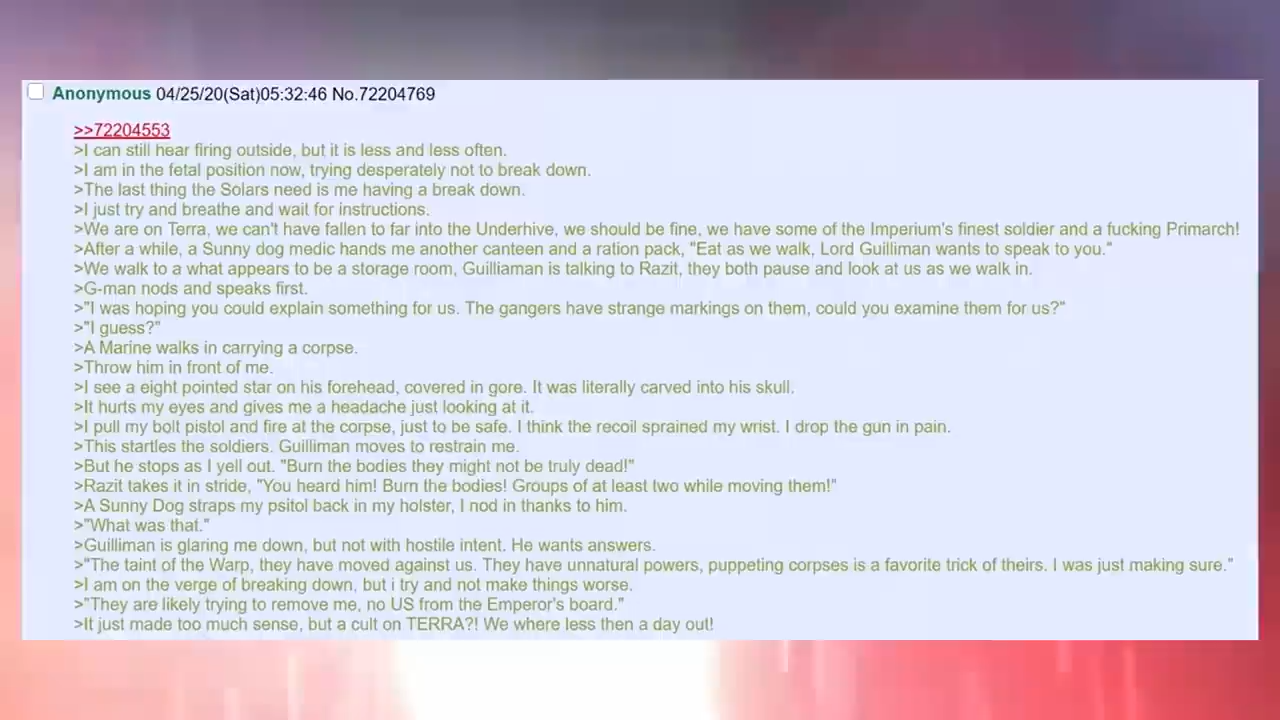 Anonymous 04/25/20(Sat)05:32:46 No.72204769
>>72204553
>I can still hear firing outside, but it is less and less often.
>I am in the fetal position now, trying desperately not to break down.
>The last thing the Solars need is me having a break down.
>I just try and breathe and wait for instructions.
>We are on Terra, we can't have fallen to far into the Underhive, we should be fine, we have some of the Imperium's finest soldier and a fucking Primarch!
>After a while, a Sunny dog medic hands me another canteen and a ration pack, "Eat as we walk, Lord Guilliman wants to speak to you."
>We walk to a what appears to be a storage room, Guilliaman is talking to Razit, they both pause and look at us as we walk in.
>G-man nods and speaks first.
>"I was hoping you could explain something for us. The gangers have strange markings on them, could you examine them for us?"
>"I guess?"
>A Marine walks in carrying a corpse.
>Throw him in front of me.
>I see a eight pointed star on his forehead, covered in gore. It was literally carved into his skull.
>It hurts my eyes and gives me a headache just looking at it.
>I pull my bolt pistol and fire at the corpse, just to be safe. I think the recoil sprained my wrist. I drop the gun in pain.
>This startles the soldiers. Guilliman moves to restrain me.
>But he stops as I yell out. "Burn the bodies they might not be truly dead!"
>Razit takes it in stride, "You heard him! Burn the bodies! Groups of at least two while moving them!"
>A Sunny Dog straps my psitol back in my holster, I nod in thanks to him.
>"What was that."
>Guilliman is glaring me down, but not with hostile intent. He wants answers.
>"The taint of the Warp, they have moved against us. They have unnatural powers, puppeting corpses is a favorite trick of theirs. I was just making sure."
>I am on the verge of breaking down, but i try and not make things worse.
>"They are likely trying to remove me, no US from the Emperor's board."
>It just made too much sense, but a cult on TERRA?! We where less then a day out!